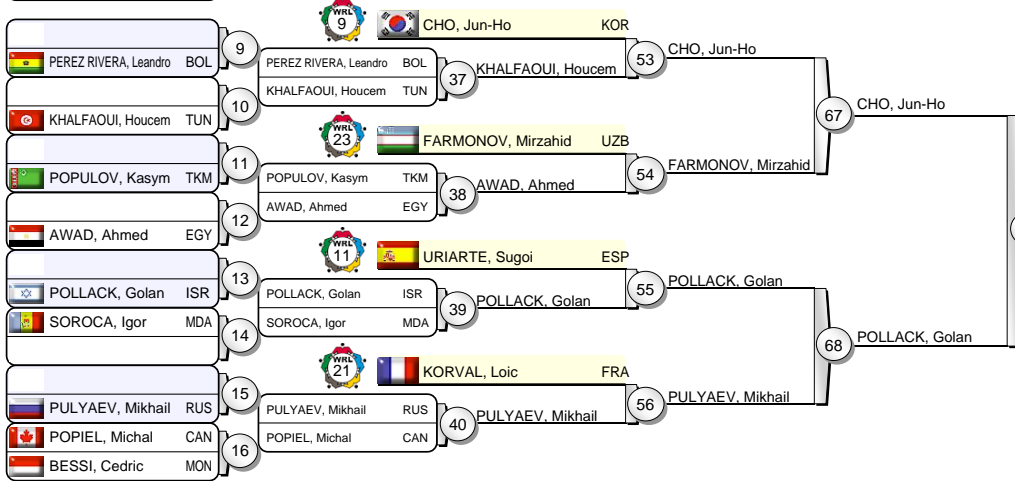 WRL
9
CHO, Jun-Ho KOR
PEREZ RIVERA, Leandro BOL
9
PEREZ RIVERA, Leandro BOL
KHALFAOUI, Houcem TUN
37
KHALFAOUI, Houcem
53
CHO, Jun-Ho
KHALFAOUI, Houcem TUN
10
67
CHO, Jun-Ho
WRL
23
FARMONOV, Mirzahid UZB
POPULOV, Kasym TKM
11
POPULOV, Kasym TKM
AWAD, Ahmed EGY
38
AWAD, Ahmed
54
FARMONOV, Mirzahid
AWAD, Ahmed EGY
12
WRL
11
URIARTE, Sugoi ESP
POLLACK, Golan ISR
13
POLLACK, Golan ISR
SOROCA, Igor MDA
39
POLLACK, Golan
55
POLLACK, Golan
SOROCA, Igor MDA
14
68
POLLACK, Golan
WRL
21
KORVAL, Loic FRA
PULYAEV, Mikhail RUS
15
PULYAEV, Mikhail RUS
POPIEL, Michal CAN
40
PULYAEV, Mikhail
56
PULYAEV, Mikhail
POPIEL, Michal CAN
BESSI, Cedric MON
16